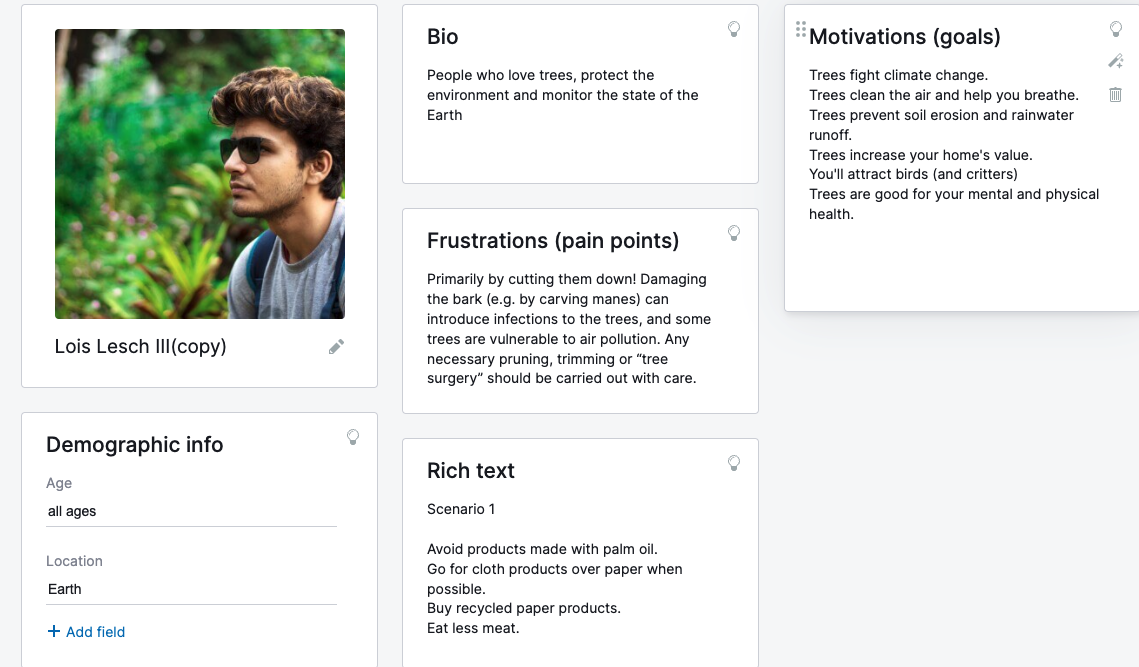 Lois Lesch III(copy)
Demographic info
Age
all ages
Location
Earth
+ Add field
Bio
People who love trees, protect the
environment and monitor the state of the
Earth
Frustrations (pain points)
Primarily by cutting them down! Damaging
the bark (e.g. by carving manes) can
introduce infections to the trees, and some
trees are vulnerable to air pollution. Any
necessary pruning, trimming or “tree
surgery” should be carried out with care.
Rich text
Scenario 1
Avoid products made with palm oil.
Go for cloth products over paper when
possible.
Buy recycled paper products.
Eat less meat.
Motivations (goals)
Trees fight climate change.
Trees clean the air and help you breathe.
Trees prevent soil erosion and rainwater
runoff.
Trees increase your home's value.
You'll attract birds (and critters)
Trees are good for your mental and physical
health.